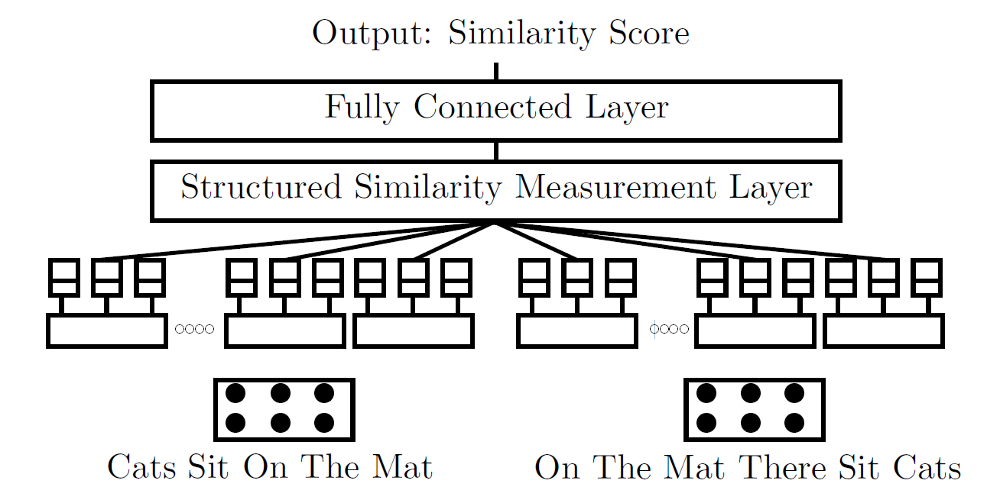 Output: Similarity Score
Fully Connected Layer
Structured Similarity Measurement Layer
Cats Sit On The Mat
On The Mat There Sit Cats